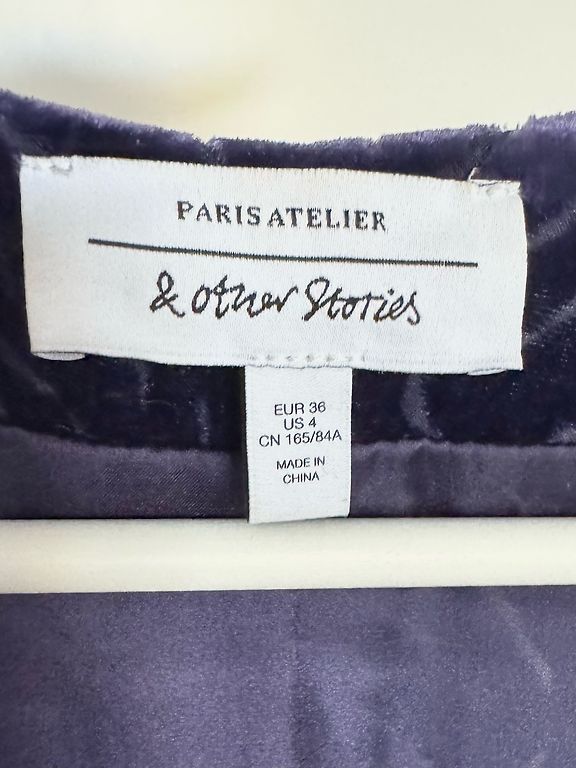 PARIS ATELIER
& other Stories
EUR 36
US 4
CN 165/84A
MADE IN
CHINA